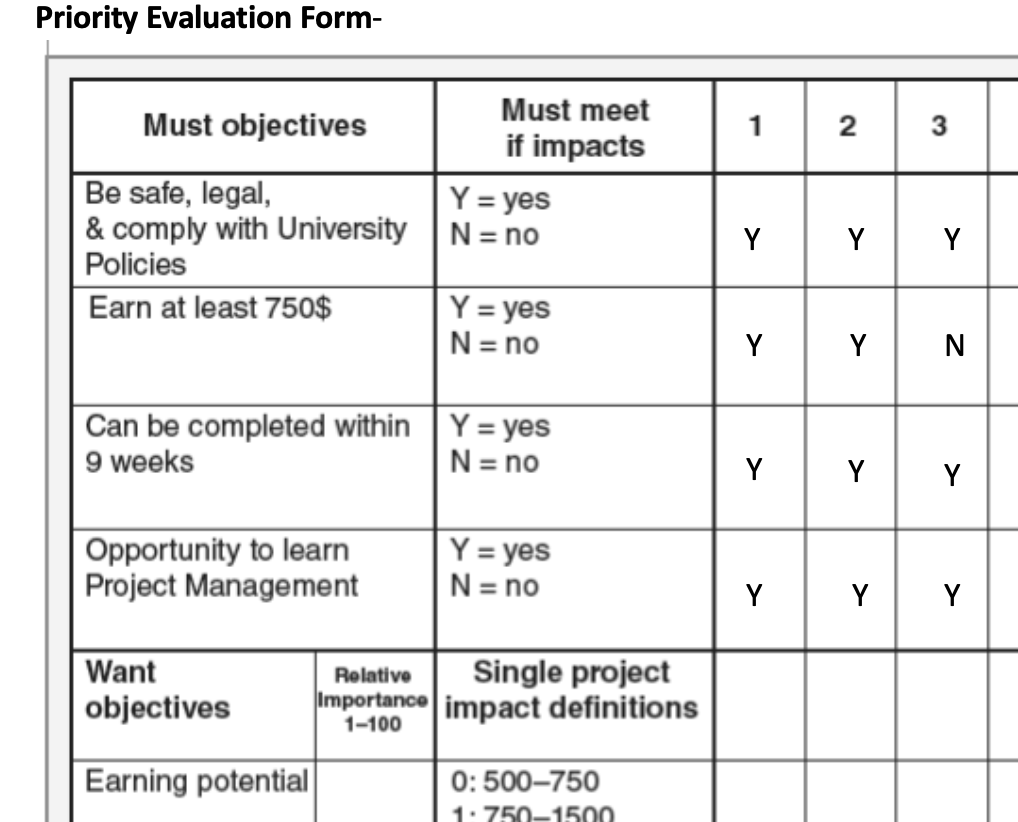 Priority Evaluation Form-
Must objectives
Must meet
if impacts
1
2
3
Be safe, legal,
& comply with University
Policies
Y = yes
N = no
Y
Y
Y
Earn at least 750$
Y = yes
N = no
Y
Y
N
Can be completed within
9 weeks
Y = yes
N = no
Y
Y
Y
Opportunity to learn
Project Management
Y = yes
N = no
Y
Y
Y
Want
objectives
Relative
Importance
1–100
Single project
impact definitions
Earning potential
0: 500–750
1: 750–1500